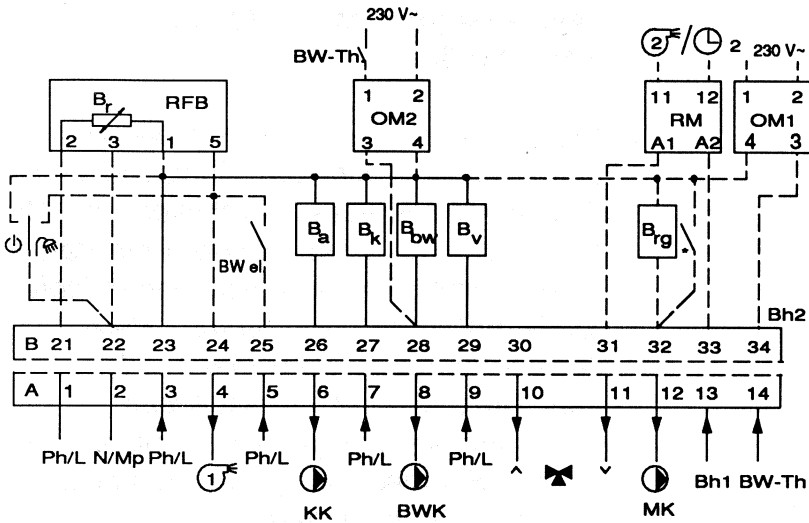 230 V~
BW-Th
2 / 2 230 V~
Br RFB
1 2
OM2
11 12
RM
1 2
OM1
2 3 1 5
3 4
A1 A2
4 3
Ba Bk Bbw Bv Brg
*
BW el
Bh2
B 21 22 23 24 25 26 27 28 29 30 31 32 33 34
A 1 2 3 4 5 6 7 8 9 10 11 12 13 14
Ph/L N/Mp Ph/L 1 Ph/L Ph/L Ph/L ^ v Bh1 BW-Th
KK BWK MK